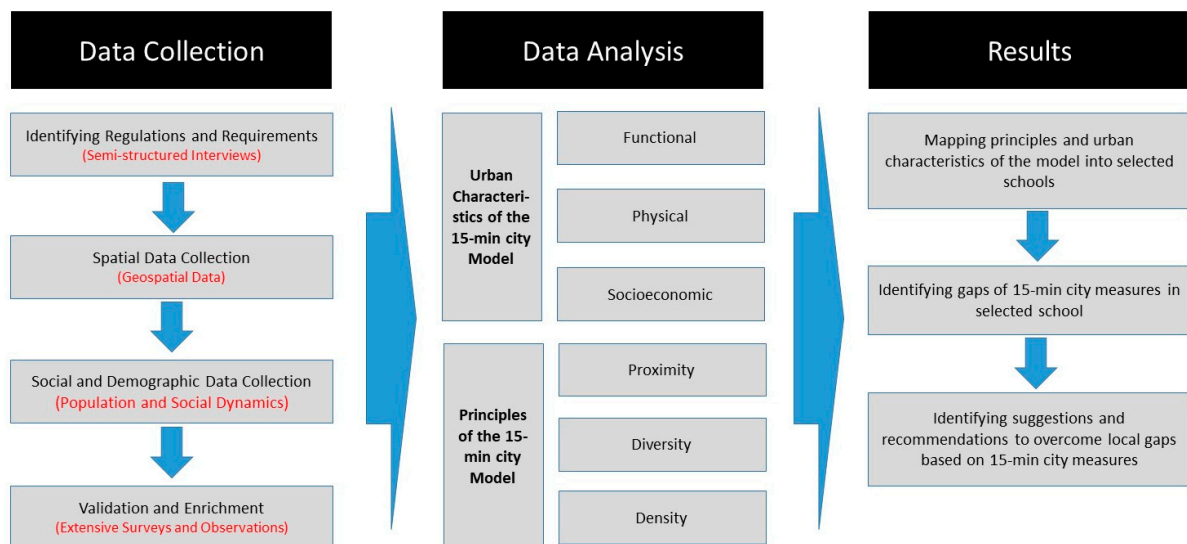 Data Collection
Identifying Regulations and Requirements
(Semi-structured Interviews)
Spatial Data Collection
(Geospatial Data)
Social and Demographic Data Collection
(Population and Social Dynamics)
Validation and Enrichment
(Extensive Surveys and Observations)
Data Analysis
Urban
Characteri-
stics of the
15-min city
Model
Functional
Physical
Socioeconomic
Principles
of the 15-
min city
Model
Proximity
Diversity
Density
Results
Mapping principles and urban
characteristics of the model into selected
schools
Identifying gaps of 15-min city measures in
selected school
Identifying suggestions and
recommendations to overcome local gaps
based on 15-min city measures